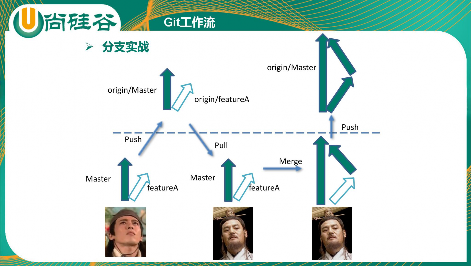 尚硅谷
Git工作流
➢ 分支实战
origin/Master
origin/featureA
origin/Master
Push
Pull
Push
Master
featureA
Master
featureA
Merge